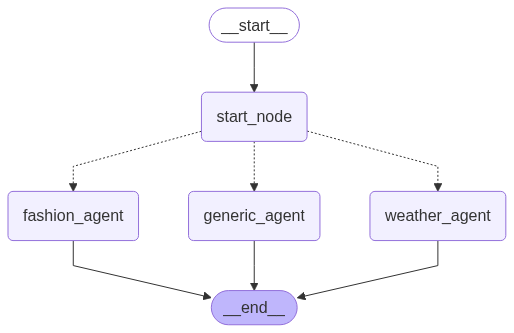 __start__
start_node
fashion_agent
generic_agent
weather_agent
__end__